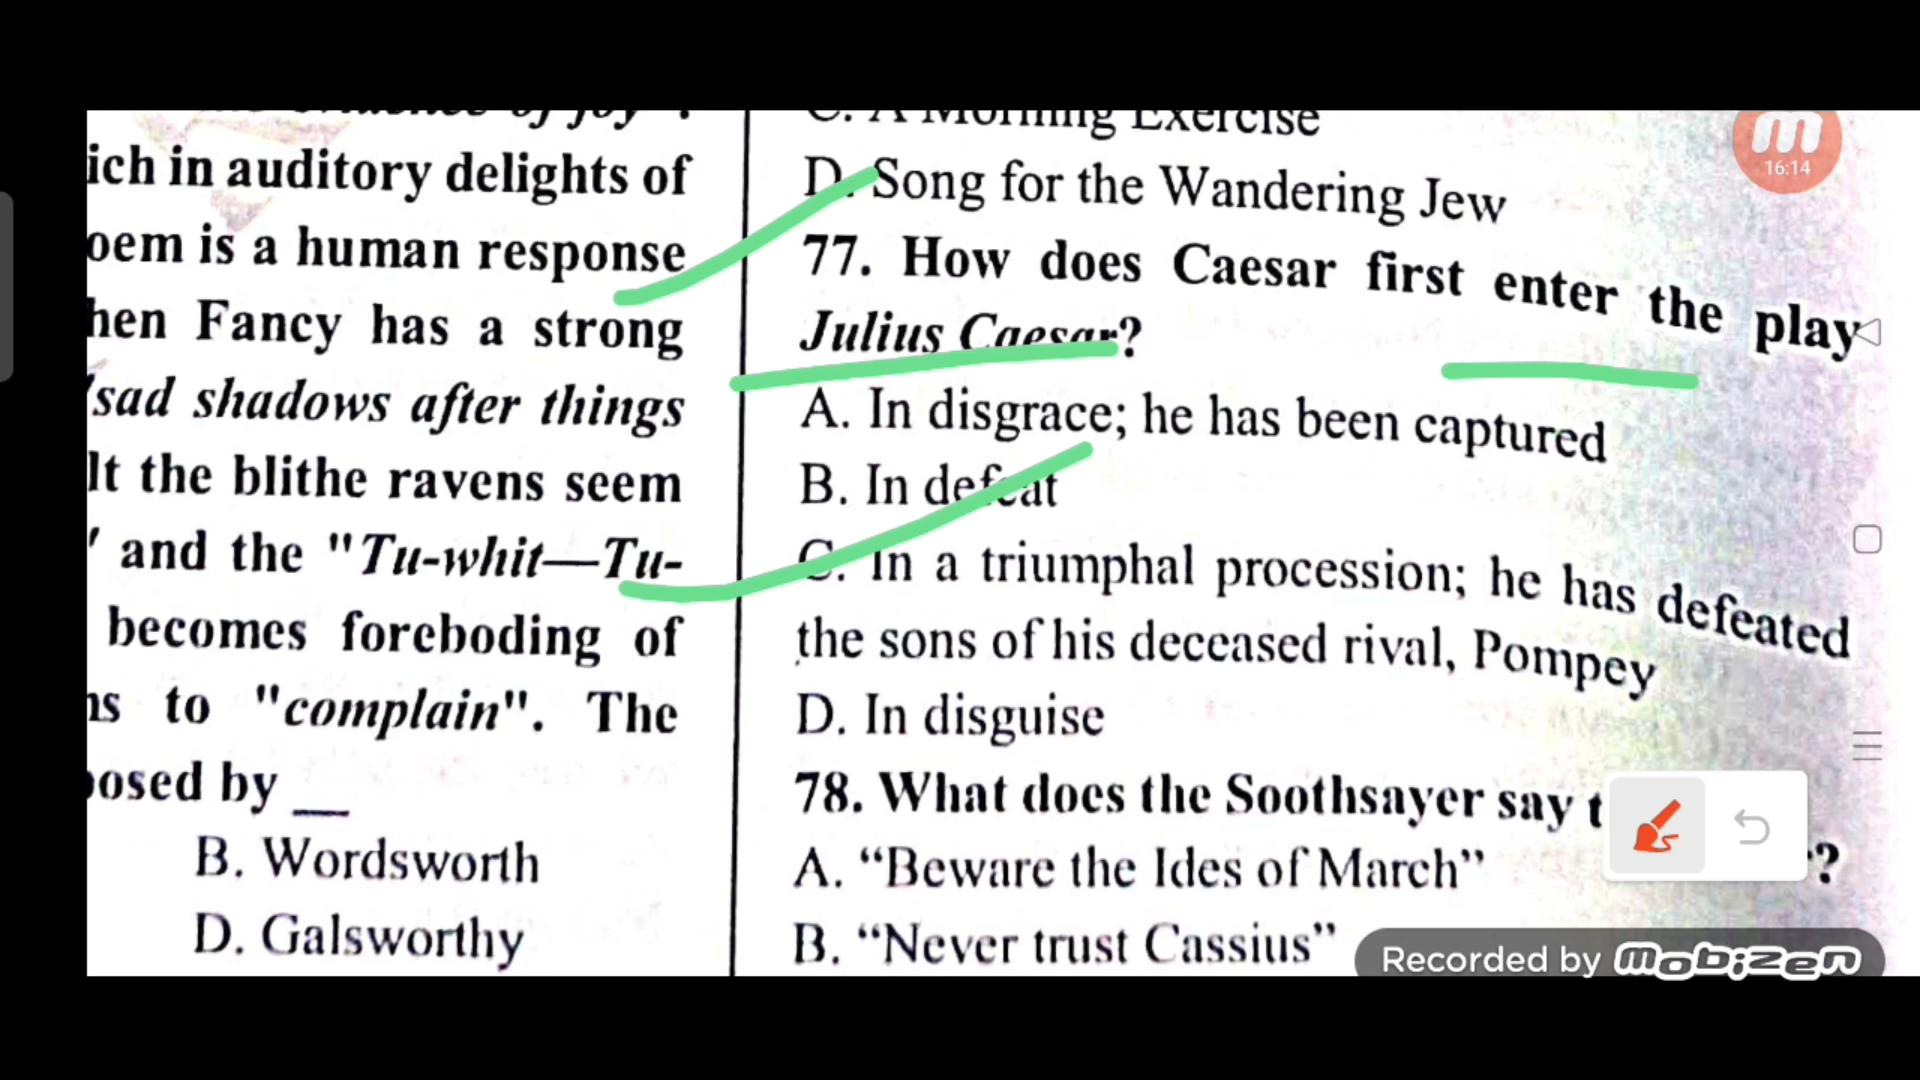 ich in auditory delights of
oem is a human response
hen Fancy has a strong
sad shadows after things
lt the blithe ravens seem
" and the "Tu-whit—Tu-
becomes foreboding of
ns to "complain". The
posed by __
B. Wordsworth
D. Galsworthy
C. A Morning Exercise
D. Song for the Wandering Jew
77. How does Caesar first enter the play
Julius Caesar?
A. In disgrace; he has been captured
B. In defeat
C. In a triumphal procession; he has defeated
the sons of his deceased rival, Pompey
D. In disguise
78. What does the Soothsayer say t
?
A. “Beware the Ides of March”
B. “Never trust Cassius”
16:14
Recorded by mobizen